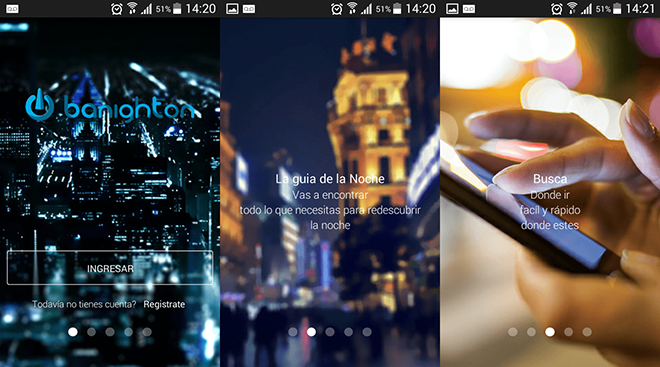 51% 14:20
banighton
INGRESAR
Todavía no tienes cuenta? Registrate
51% 14:20
La guia de la Noche
Vas a encontrar
todo lo que necesitas para redescubrir
la noche
51% 14:21
Busca
Donde ir
facíl y rápido
donde estes